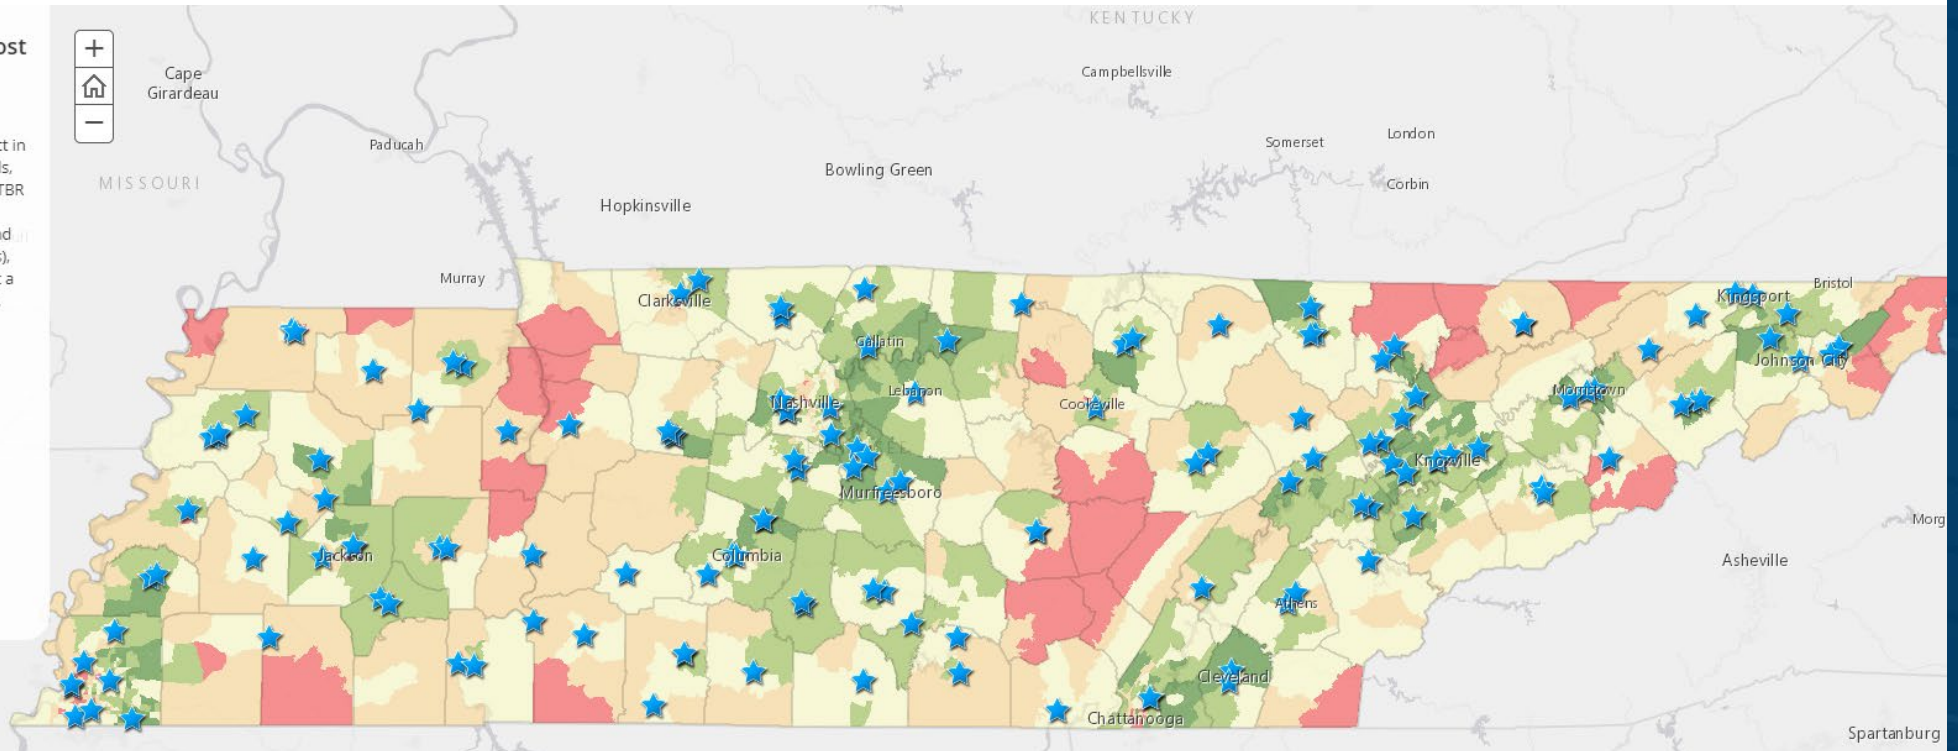 ost
ct in
ls,
TBR
nd
s),
t a
+
−
KENTUCKY
Cape
Girardeau
Campbellsville
Paducah
Somerset
London
MISSOURI
Bowling Green
Corbin
Hopkinsville
Murray
Bristol
Clarksville
Kingsport
Gallatin
Johnson City
Lebanon
Morristown
Nashville
Cookeville
Knoxville
Murfreesboro
Morg
Jackson
Columbia
Asheville
Athens
Cleveland
Chattanooga
Spartanburg